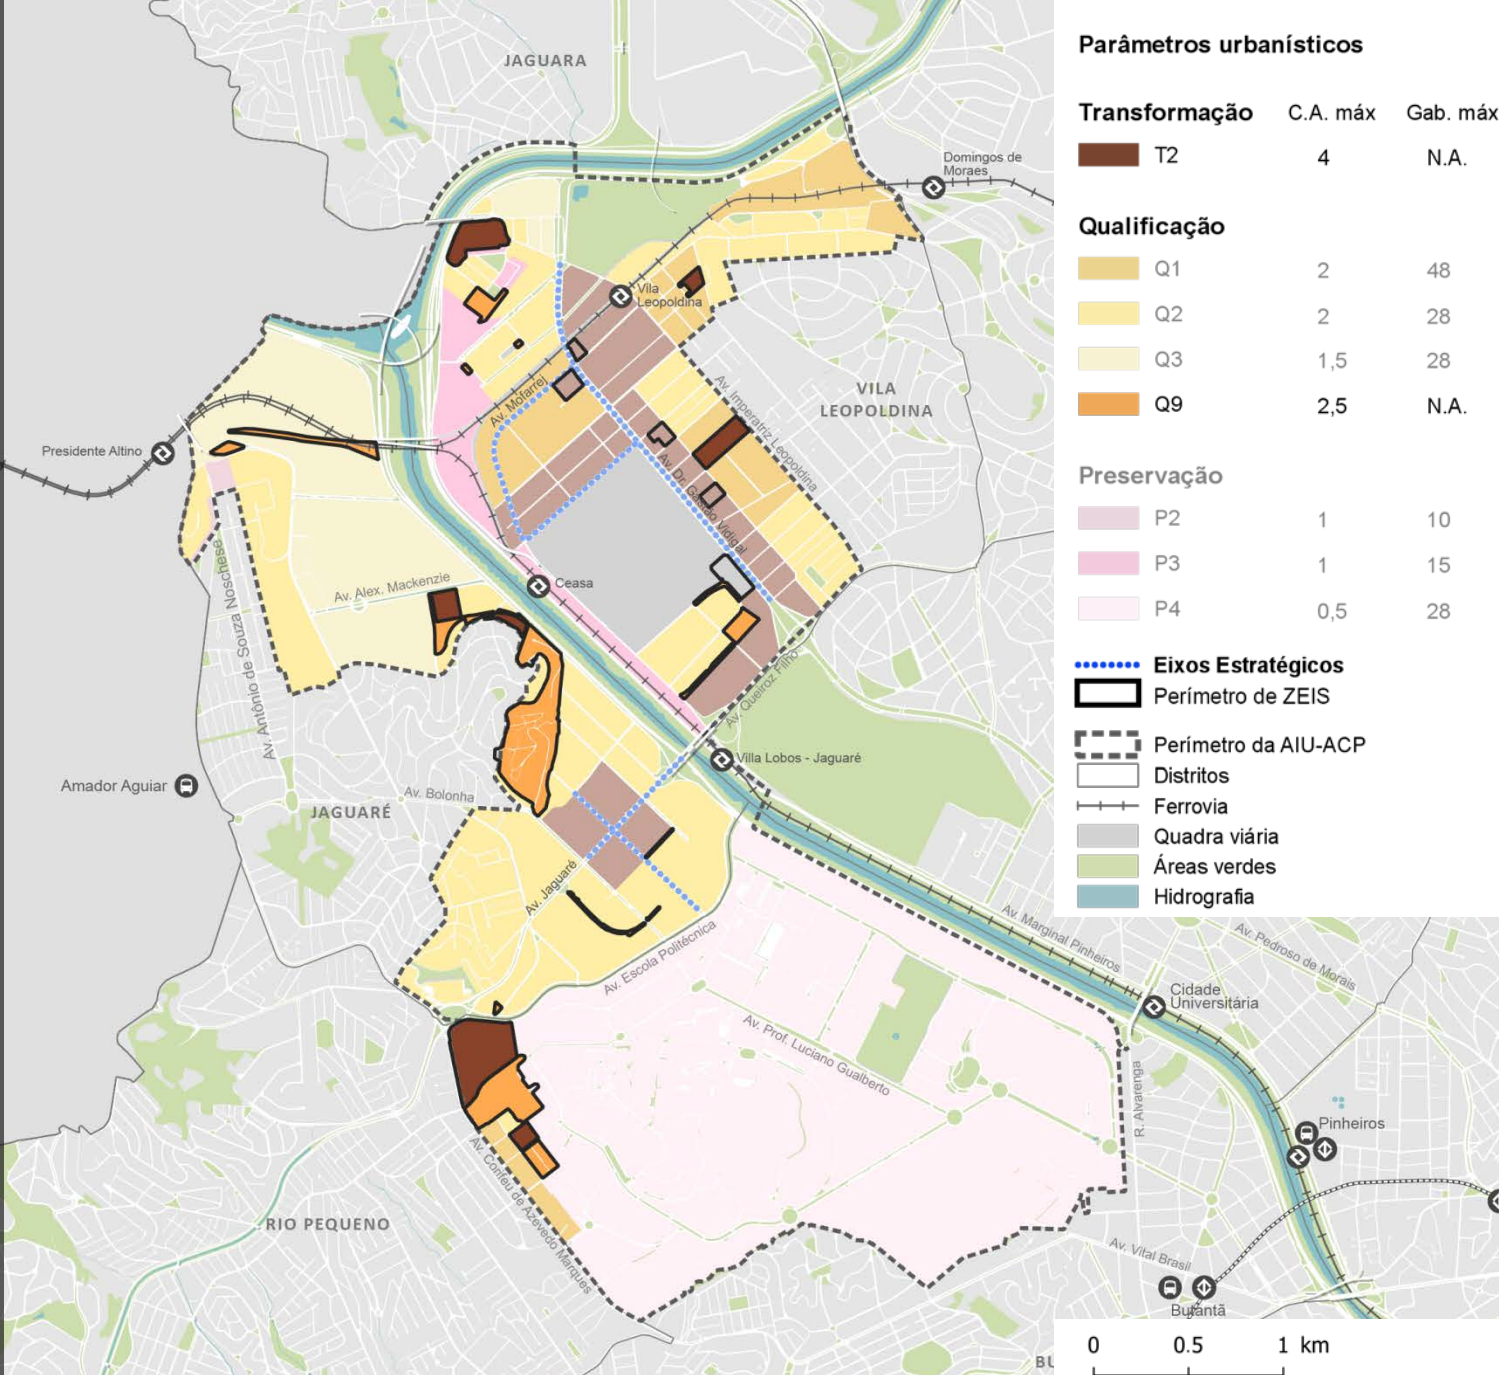 JAGUARA
Domingos de
Moraes
Vila
Leopoldina
VILA
LEOPOLDINA
Av. Mofarrej
Av. Imperatriz Leopoldina
Presidente Altino
Av. Dr. Gastão Vidigal
Ceasa
Av. Alex. Mackenzie
Av. Antônio de Souza Noschese
Av. Queiroz Filho
Villa Lobos - Jaguaré
Amador Aguiar
Av. Bolonha
JAGUARÉ
Av. Jaguaré
Av. Escola Politécnica
Av. Marginal Pinheiros
Av. Pedroso de Morais
Cidade
Universitária
Av. Prof. Luciano Gualberto
R. Alvarenga
Pinheiros
Av. Corifeu de Azevedo Marques
RIO PEQUENO
Av. Vital Brasil
Butantã
BU
Parâmetros urbanísticos
Transformação C.A. máx Gab. máx
T2 4 N.A.
Qualificação
Q1 2 48
Q2 2 28
Q3 1,5 28
Q9 2,5 N.A.
Preservação
P2 1 10
P3 1 15
P4 0,5 28
Eixos Estratégicos
Perímetro de ZEIS
Perímetro da AIU-ACP
Distritos
Ferrovia
Quadra viária
Áreas verdes
Hidrografia
0 0.5 1 km